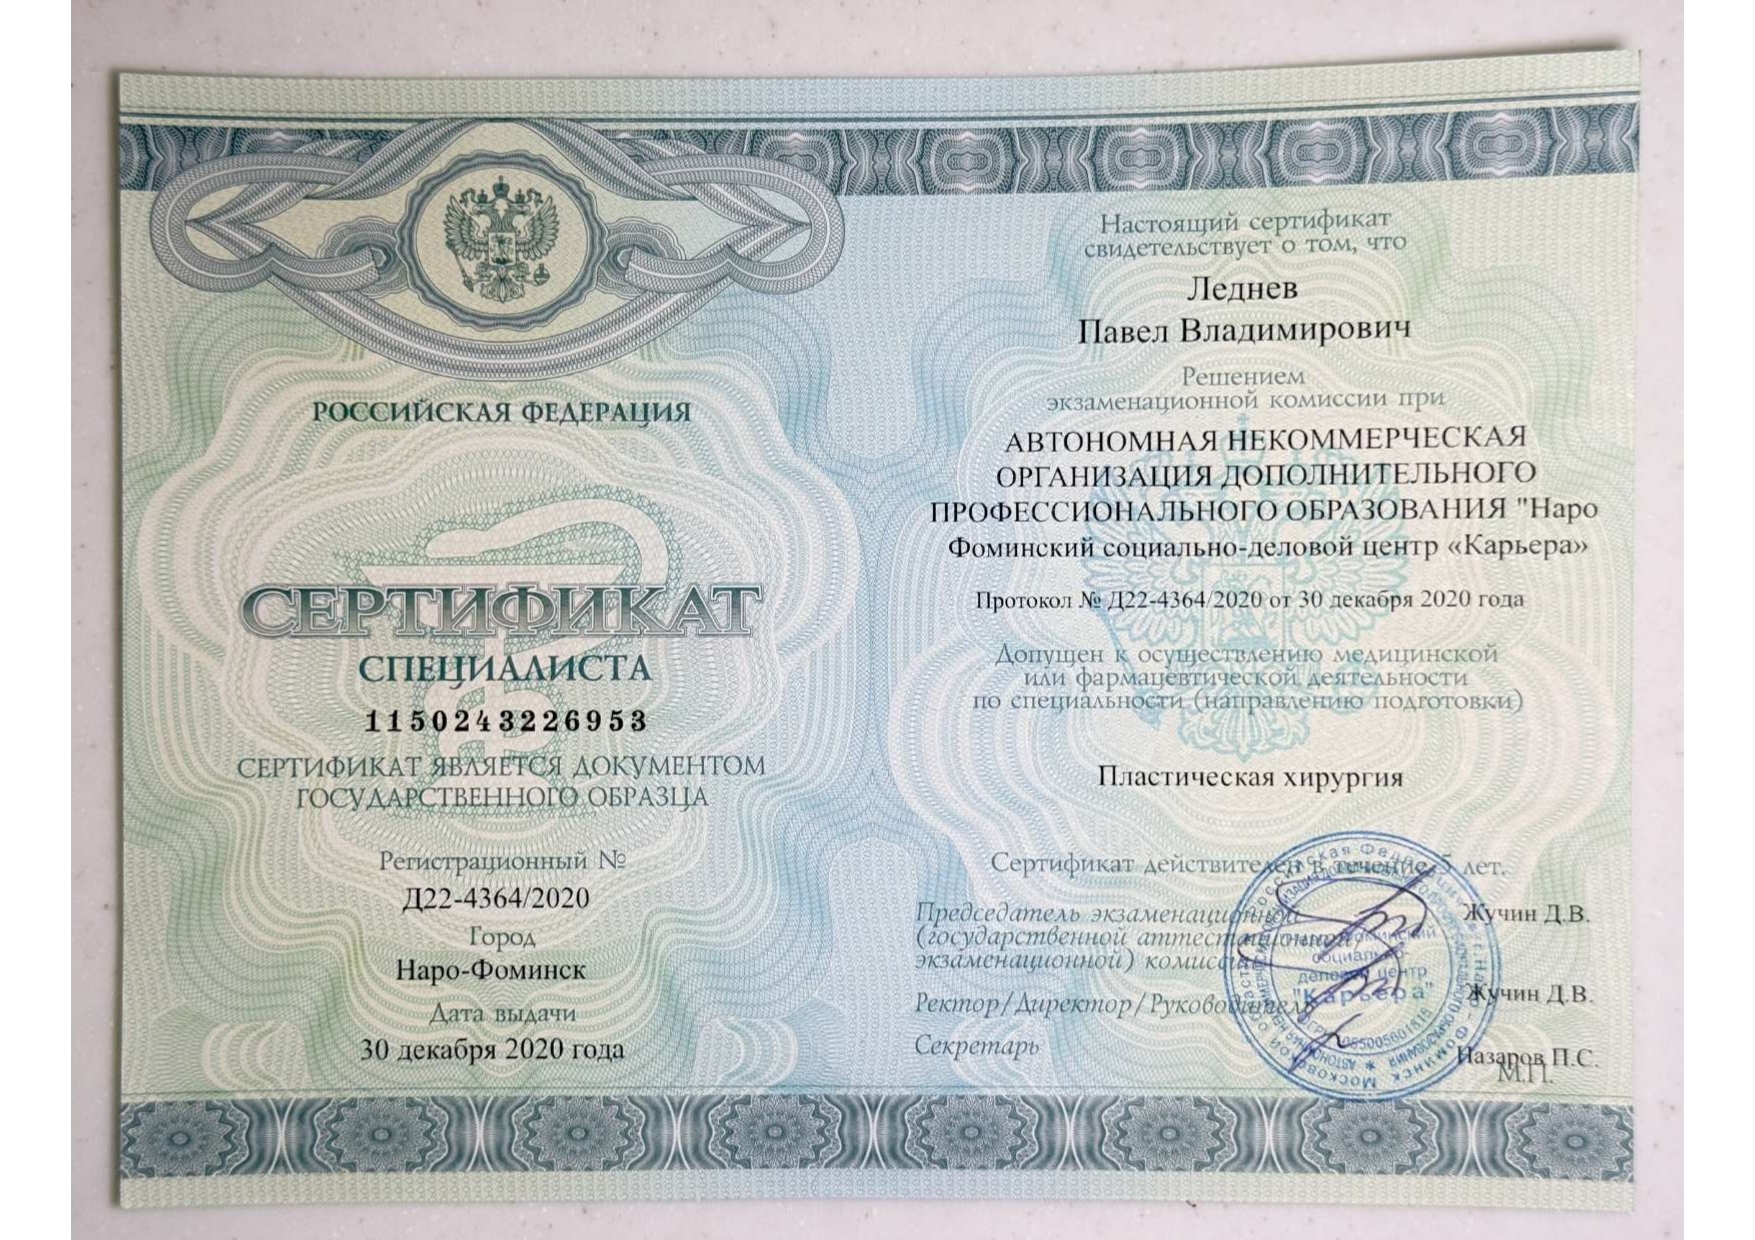 РОССИЙСКАЯ ФЕДЕРАЦИЯ
СЕРТИФИКАТ
СПЕЦИАЛИСТА
1150243226953
СЕРТИФИКАТ ЯВЛЯЕТСЯ ДОКУМЕНТОМ
ГОСУДАРСТВЕННОГО ОБРАЗЦА
Регистрационный №
Д22-4364/2020
Город
Наро-Фоминск
Дата выдачи
30 декабря 2020 года
Настоящий сертификат
свидетельствует о том, что
Леднев
Павел Владимирович
Решением
экзаменационной комиссии при
АВТОНОМНАЯ НЕКОММЕРЧЕСКАЯ
ОРГАНИЗАЦИЯ ДОПОЛНИТЕЛЬНОГО
ПРОФЕССИОНАЛЬНОГО ОБРАЗОВАНИЯ "Наро
Фоминский социально-деловой центр «Карьера»
Протокол № Д22-4364/2020 от 30 декабря 2020 года
Допущен к осуществлению медицинской
или фармацевтической деятельности
по специальности (направлению подготовки)
Пластическая хирургия
Сертификат действителен в течение 5 лет.
Председатель экзаменационной
(государственной аттестационной
экзаменационной) комиссии
Жучин Д.В.
Ректор/Директор/Руководитель
Жучин Д.В.
Секретарь
Назаров П.С.
М.П.
социально-
деловой центр
"Карьера"